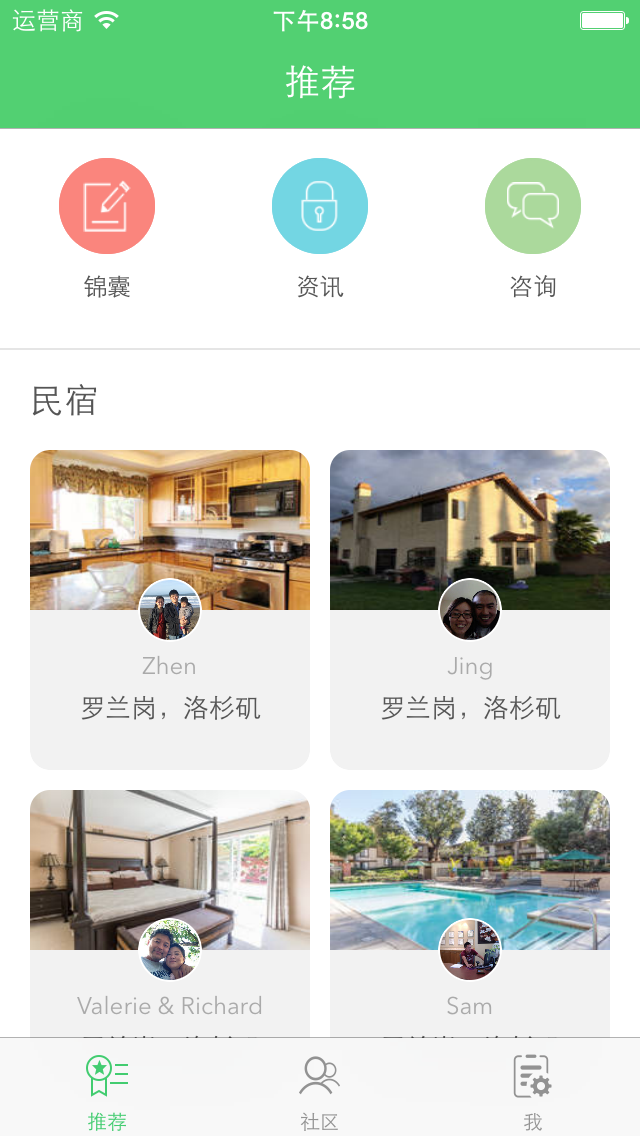 运营商 下午8:58
推荐
锦囊 资讯 咨询
民宿
Zhen Jing
罗兰岗，洛杉矶 罗兰岗，洛杉矶
Valerie & Richard Sam
推荐 社区 我